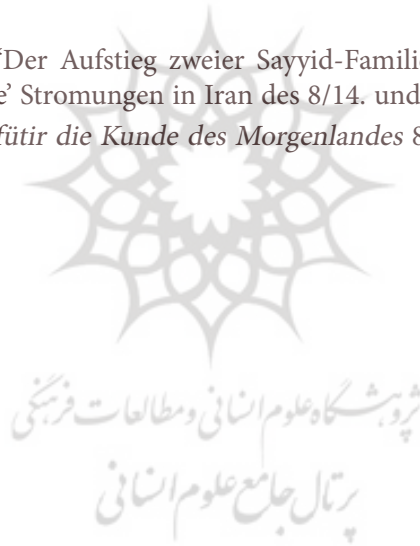 ‘Der Aufstieg zweier Sayyid-Famili
e’ Stromungen in Iran des 8/14. und
fütir die Kunde des Morgenlandes 8
پژوهشگاه علوم انسانی و مطالعات فرهنگی
پرتال جامع علوم انسانی